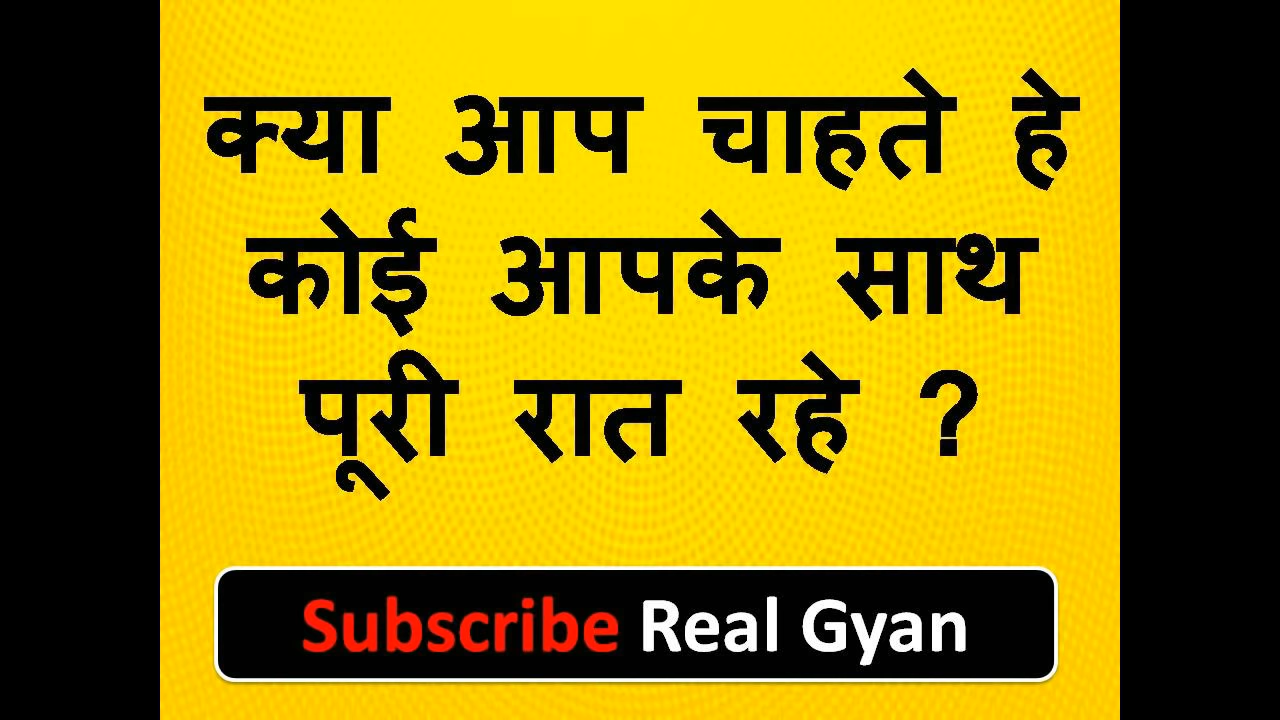 क्या आप चाहते हे
कोई आपके साथ
पूरी रात रहे ?
Subscribe Real Gyan